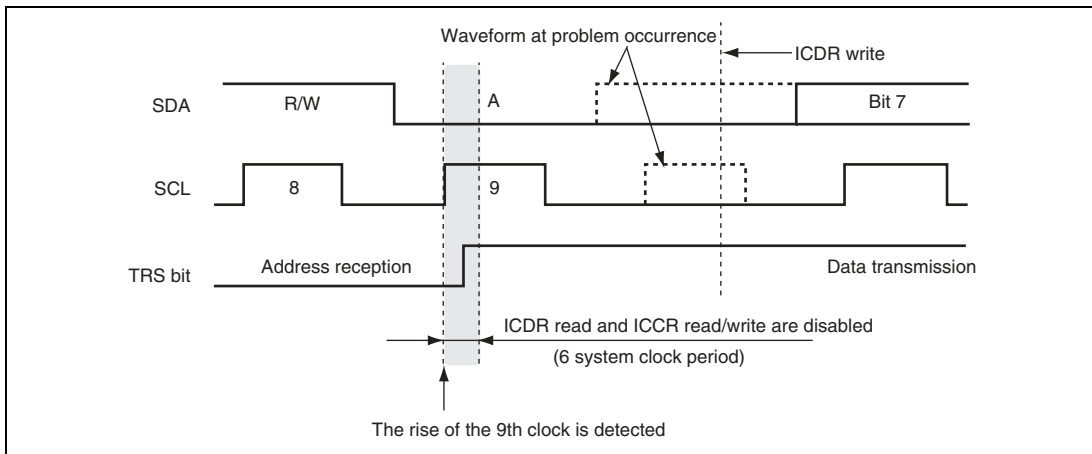 Waveform at problem occurrence
ICDR write
SDA
R/W
A
Bit 7
SCL
8
9
TRS bit
Address reception
Data transmission
ICDR read and ICCR read/write are disabled
(6 system clock period)
The rise of the 9th clock is detected